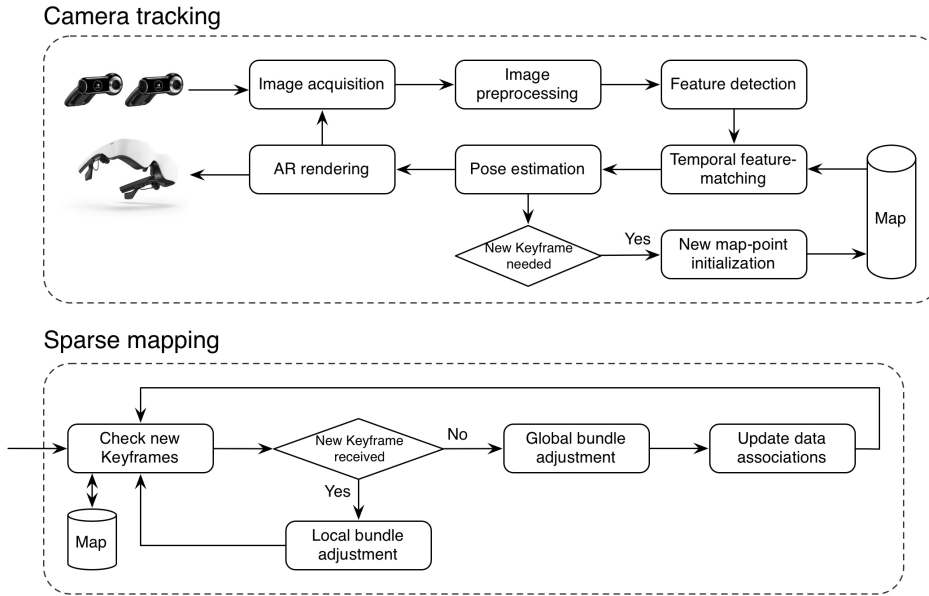 Camera tracking
Image acquisition
Image
preprocessing
Feature detection
AR rendering
Pose estimation
Temporal feature-
matching
Map
New Keyframe
needed
Yes
New map-point
initialization
Sparse mapping
Check new
Keyframes
New Keyframe
received
No
Global bundle
adjustment
Update data
associations
Yes
Map
Local bundle
adjustment